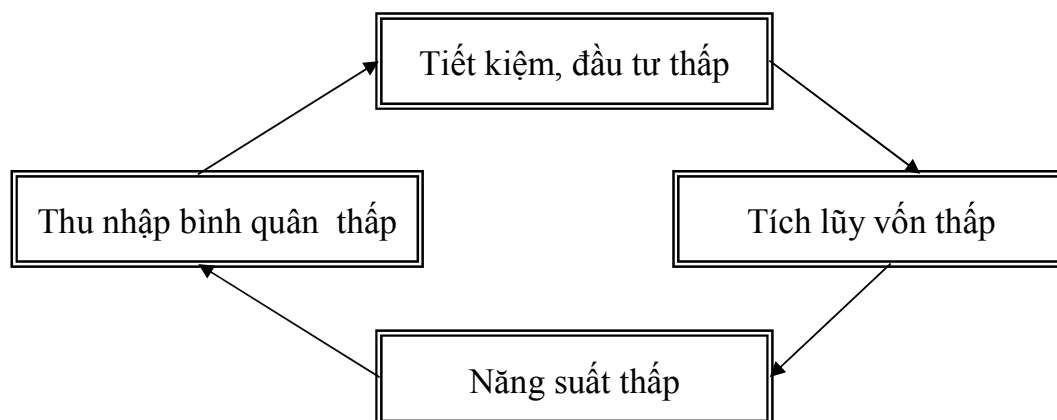 Tiết kiệm, đầu tư thấp
Thu nhập bình quân thấp
Tích lũy vốn thấp
Năng suất thấp